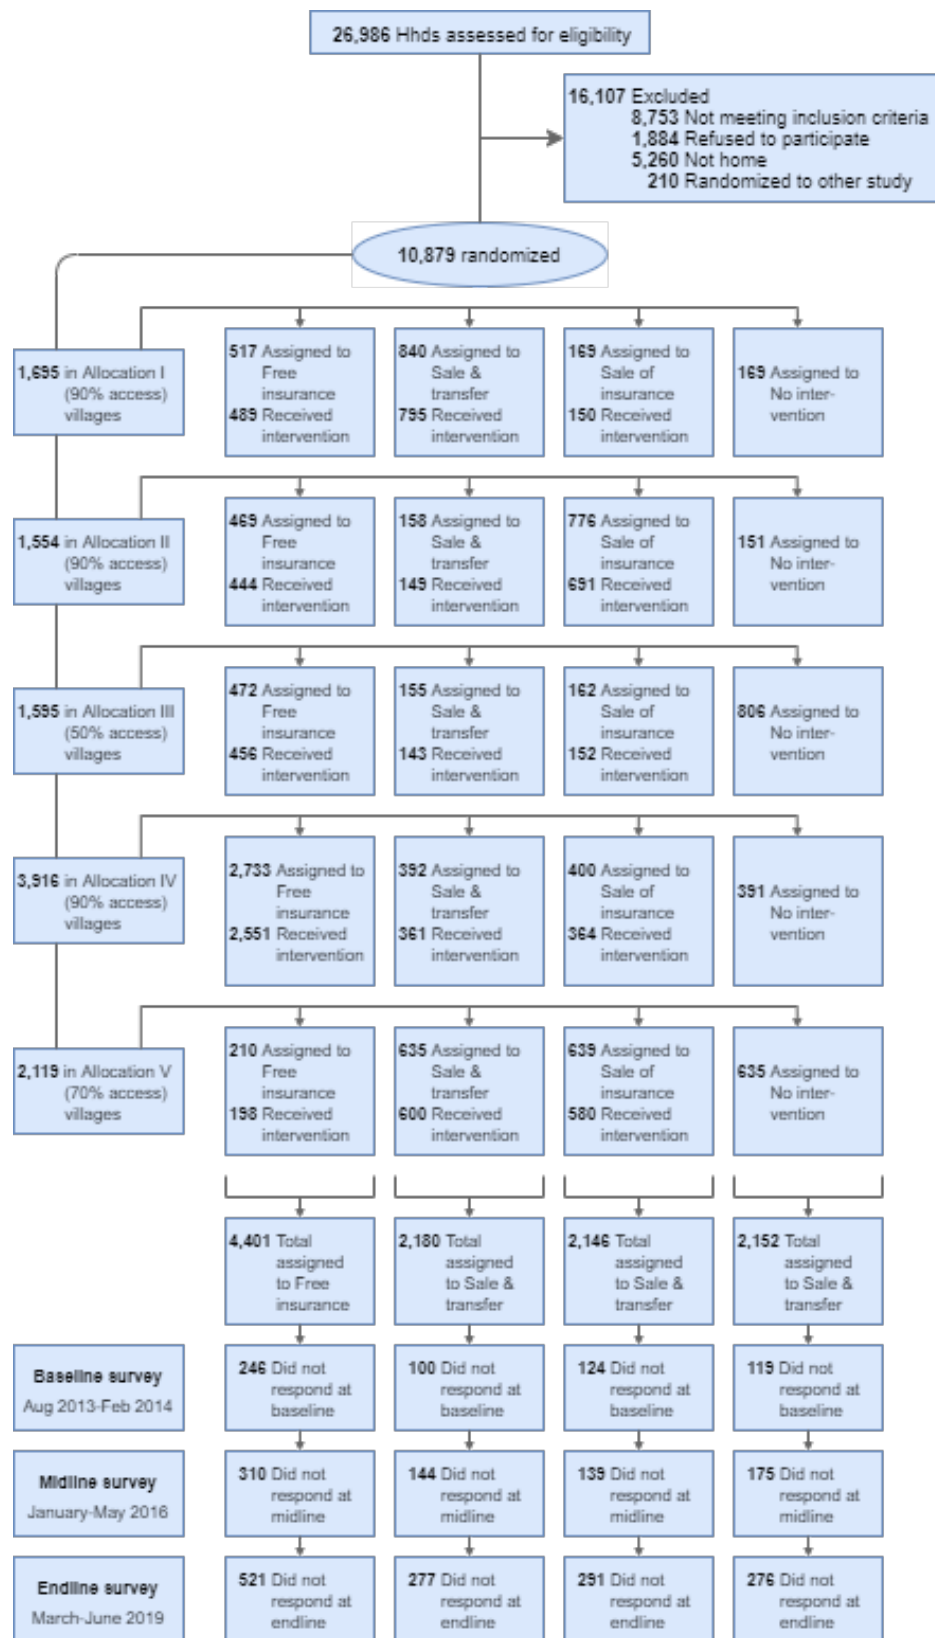 26,986 Hhds assessed for eligibility
16,107 Excluded
8,753 Not meeting inclusion criteria
1,884 Refused to participate
5,260 Not home
210 Randomized to other study
10,879 randomized
1,695 in Allocation I
(90% access)
villages
517 Assigned to
Free
insurance
489 Received
intervention
840 Assigned to
Sale &
transfer
795 Received
intervention
169 Assigned to
Sale of
insurance
150 Received
intervention
169 Assigned to
No inter-
vention
1,554 in Allocation II
(90% access)
villages
469 Assigned to
Free
insurance
444 Received
intervention
158 Assigned to
Sale &
transfer
149 Received
intervention
776 Assigned to
Sale of
insurance
691 Received
intervention
151 Assigned to
No inter-
vention
1,595 in Allocation III
(50% access)
villages
472 Assigned to
Free
insurance
456 Received
intervention
155 Assigned to
Sale &
transfer
143 Received
intervention
162 Assigned to
Sale of
insurance
152 Received
intervention
806 Assigned to
No inter-
vention
3,916 in Allocation IV
(90% access)
villages
2,733 Assigned to
Free
insurance
2,551 Received
intervention
392 Assigned to
Sale &
transfer
361 Received
intervention
400 Assigned to
Sale of
insurance
364 Received
intervention
391 Assigned to
No inter-
vention
2,119 in Allocation V
(70% access)
villages
210 Assigned to
Free
insurance
198 Received
intervention
635 Assigned to
Sale &
transfer
600 Received
intervention
639 Assigned to
Sale of
insurance
580 Received
intervention
635 Assigned to
No inter-
vention
4,401 Total
assigned
to Free
insurance
2,180 Total
assigned
to Sale &
transfer
2,146 Total
assigned
to Sale &
transfer
2,152 Total
assigned
to Sale &
transfer
Baseline survey
Aug 2013-Feb 2014
246 Did not
respond at
baseline
100 Did not
respond at
baseline
124 Did not
respond at
baseline
119 Did not
respond at
baseline
Midline survey
January-May 2016
310 Did not
respond at
midline
144 Did not
respond at
midline
139 Did not
respond at
midline
175 Did not
respond at
midline
Endline survey
March-June 2019
521 Did not
respond at
endline
277 Did not
respond at
endline
291 Did not
respond at
endline
276 Did not
respond at
endline